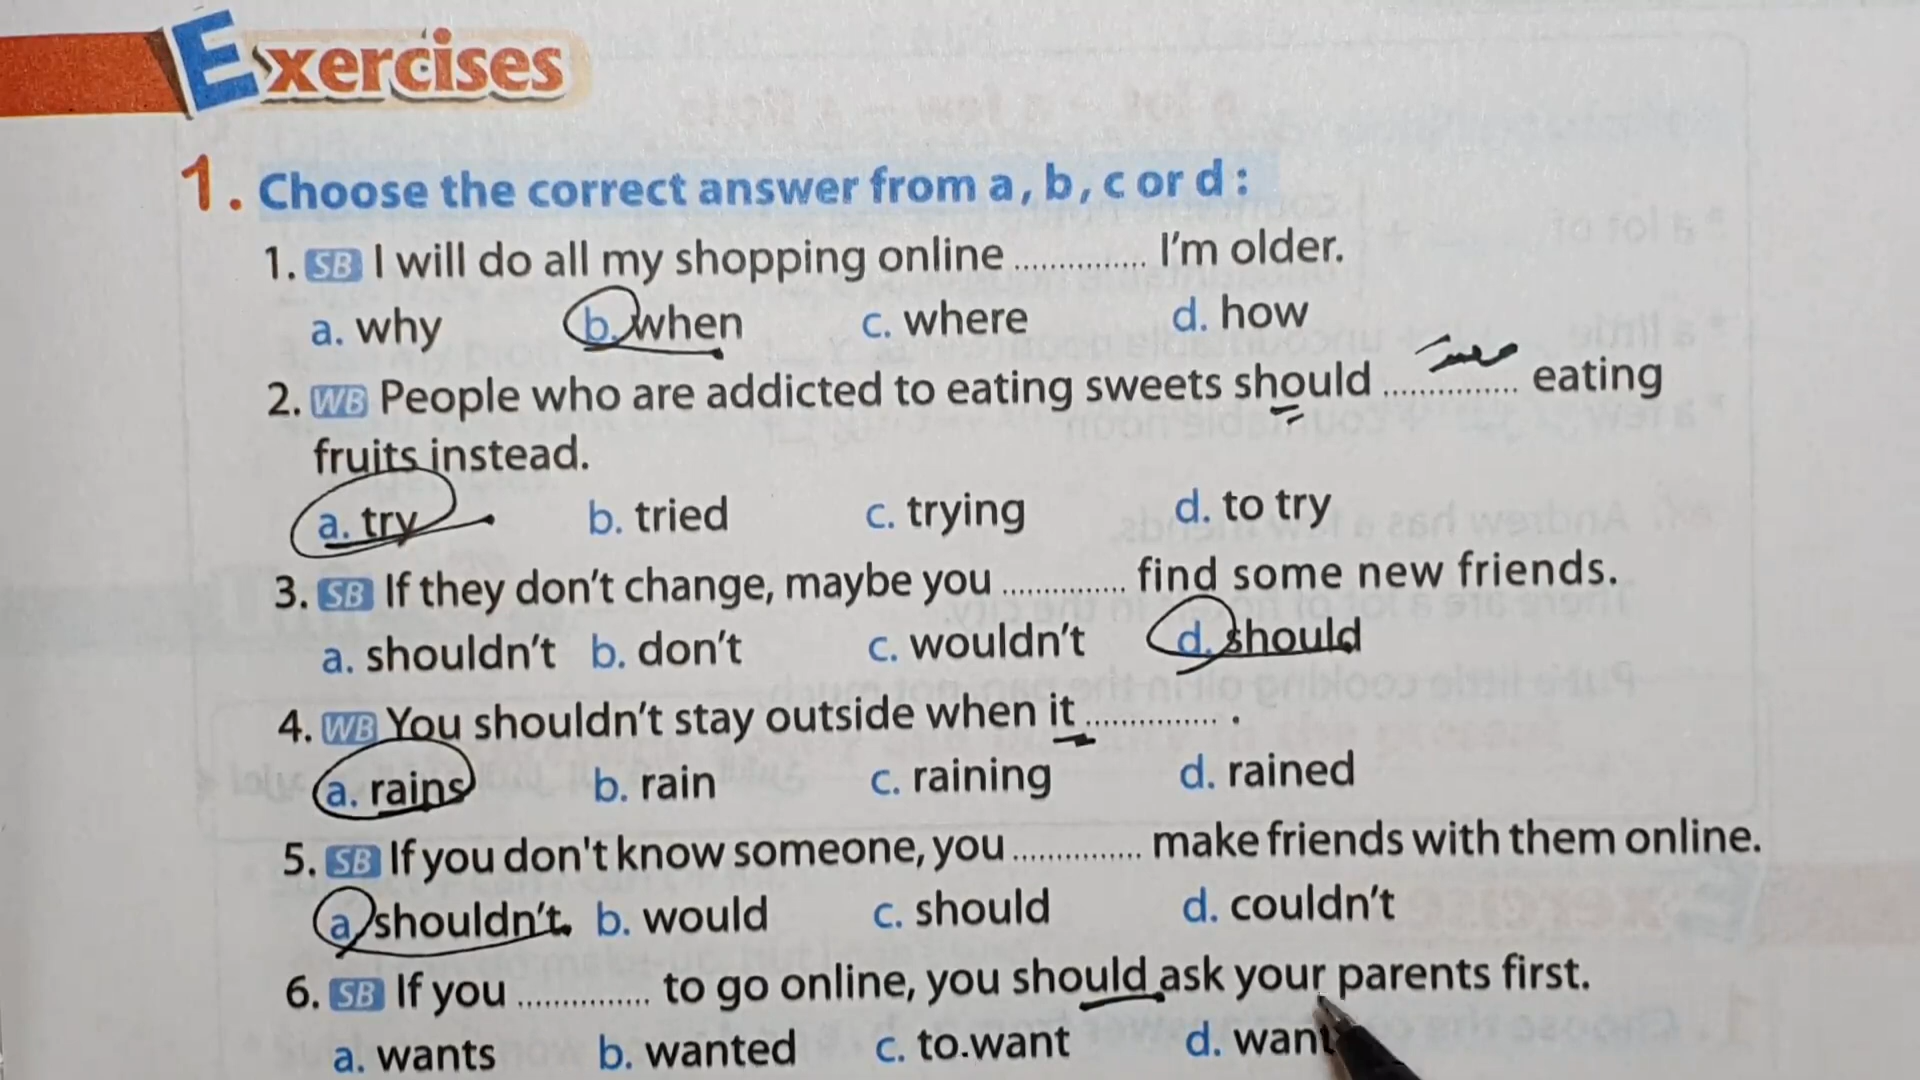 Exercises
1. Choose the correct answer from a, b, c or d :
1. SB I will do all my shopping online ............... I'm older.
a. why b. when c. where d. how
2. WB People who are addicted to eating sweets should ............... eating
fruits instead.
a. try b. tried c. trying d. to try
3. SB If they don't change, maybe you .............. find some new friends.
a. shouldn't b. don't c. wouldn't d. should
4. WB You shouldn't stay outside when it ............... .
a. rains b. rain c. raining d. rained
5. SB If you don't know someone, you ............... make friends with them online.
a shouldn't. b. would c. should d. couldn't
6. SB If you ............... to go online, you should ask your parents first.
a. wants b. wanted c. to.want d. want